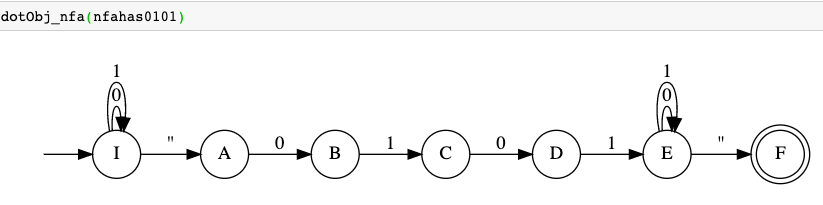 dotObj_nfa(nfahas0101)
1 1
0 0
I " A 0 B 1 C 0 D 1 E " F